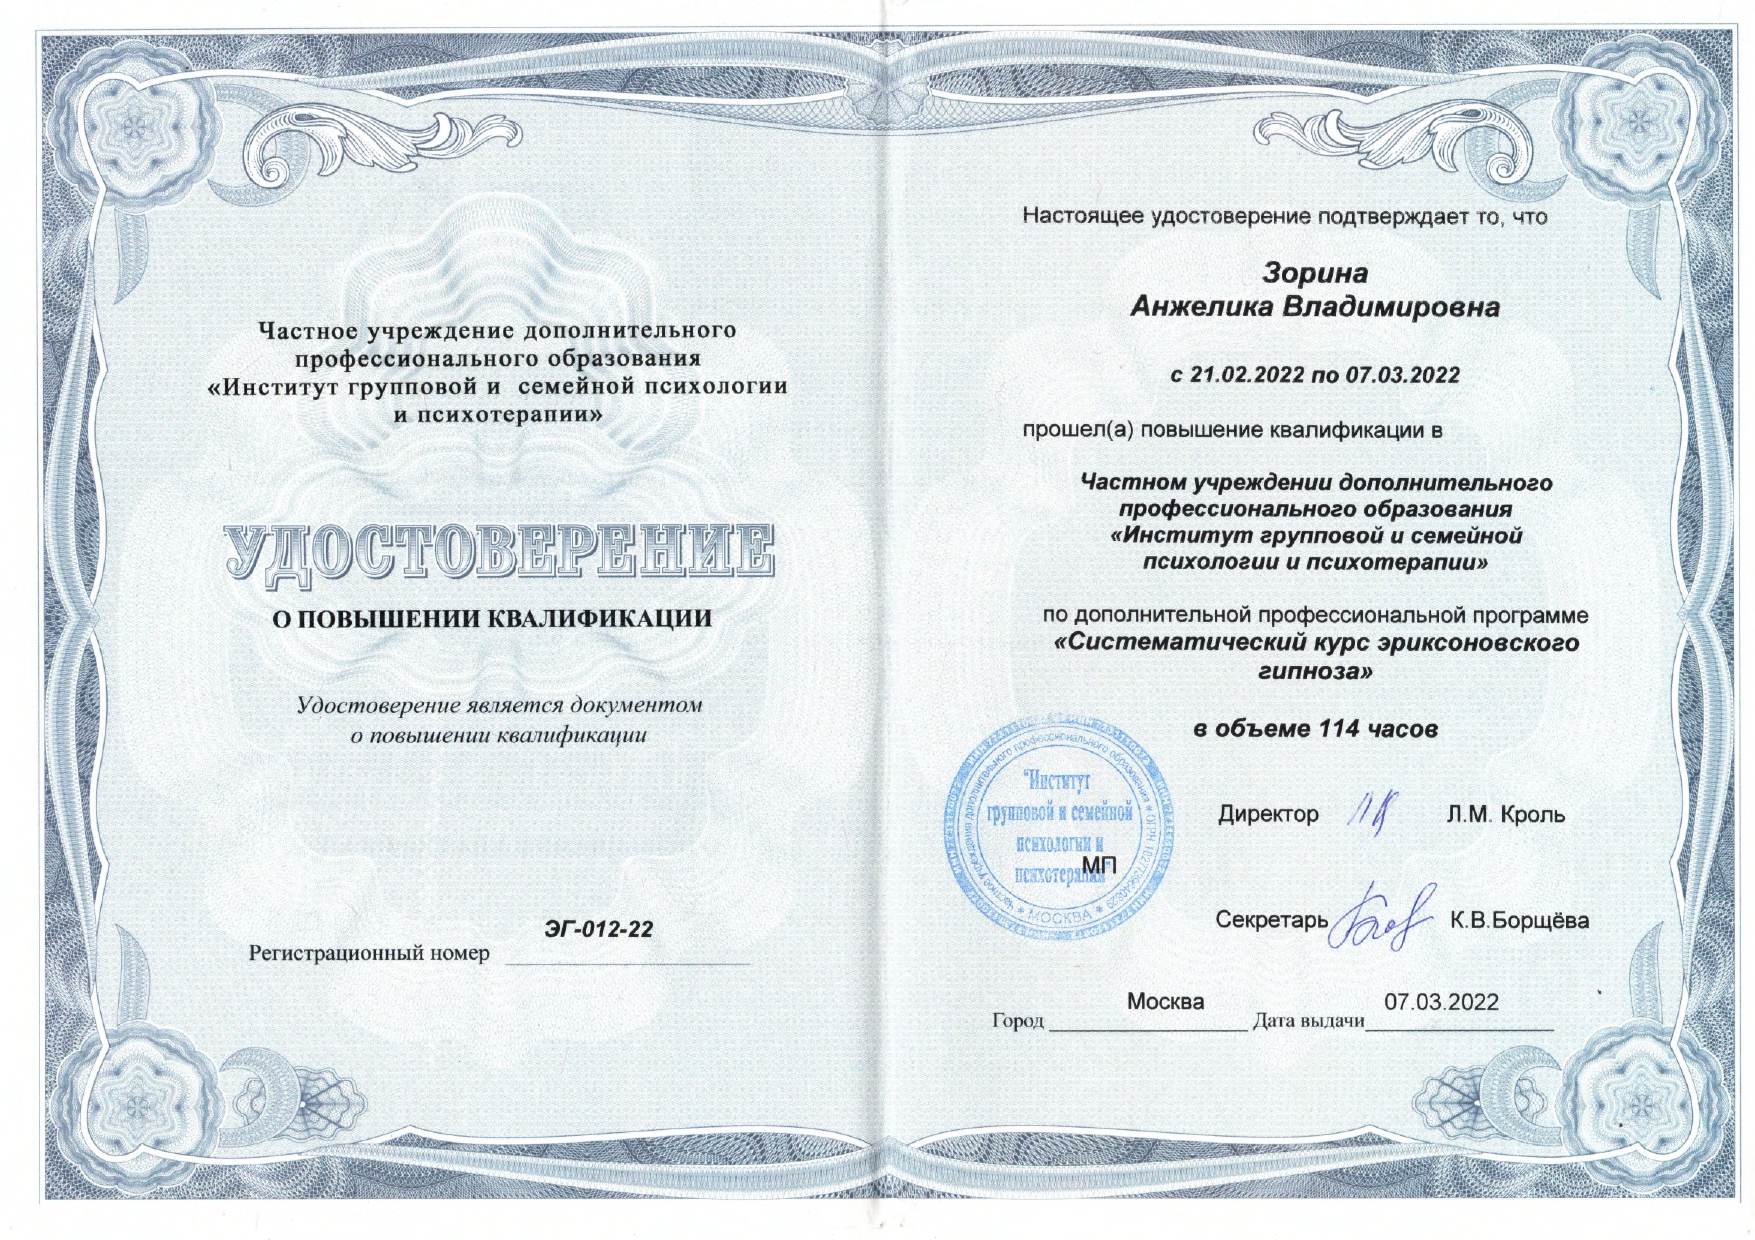 Частное учреждение дополнительного
профессионального образования
«Институт групповой и семейной психологии
и психотерапии»
УДОСТОВЕРЕНИЕ
О ПОВЫШЕНИИ КВАЛИФИКАЦИИ
Удостоверение является документом
о повышении квалификации
ЭГ-012-22
Регистрационный номер
Настоящее удостоверение подтверждает то, что
Зорина
Анжелика Владимировна
с 21.02.2022 по 07.03.2022
прошел(а) повышение квалификации в
Частном учреждении дополнительного
профессионального образования
«Институт групповой и семейной
психологии и психотерапии»
по дополнительной профессиональной программе
«Систематический курс эриксоновского
гипноза»
в объеме 114 часов
"Институт
групповой и семейной
психологии и
психотерапии"
МП
* МОСКВА *
Частное учреждение дополнительного профессионального образования * ОГРН
Директор Л.М. Кроль
Секретарь К.В.Борщёва
Москва 07.03.2022
Город Дата выдачи